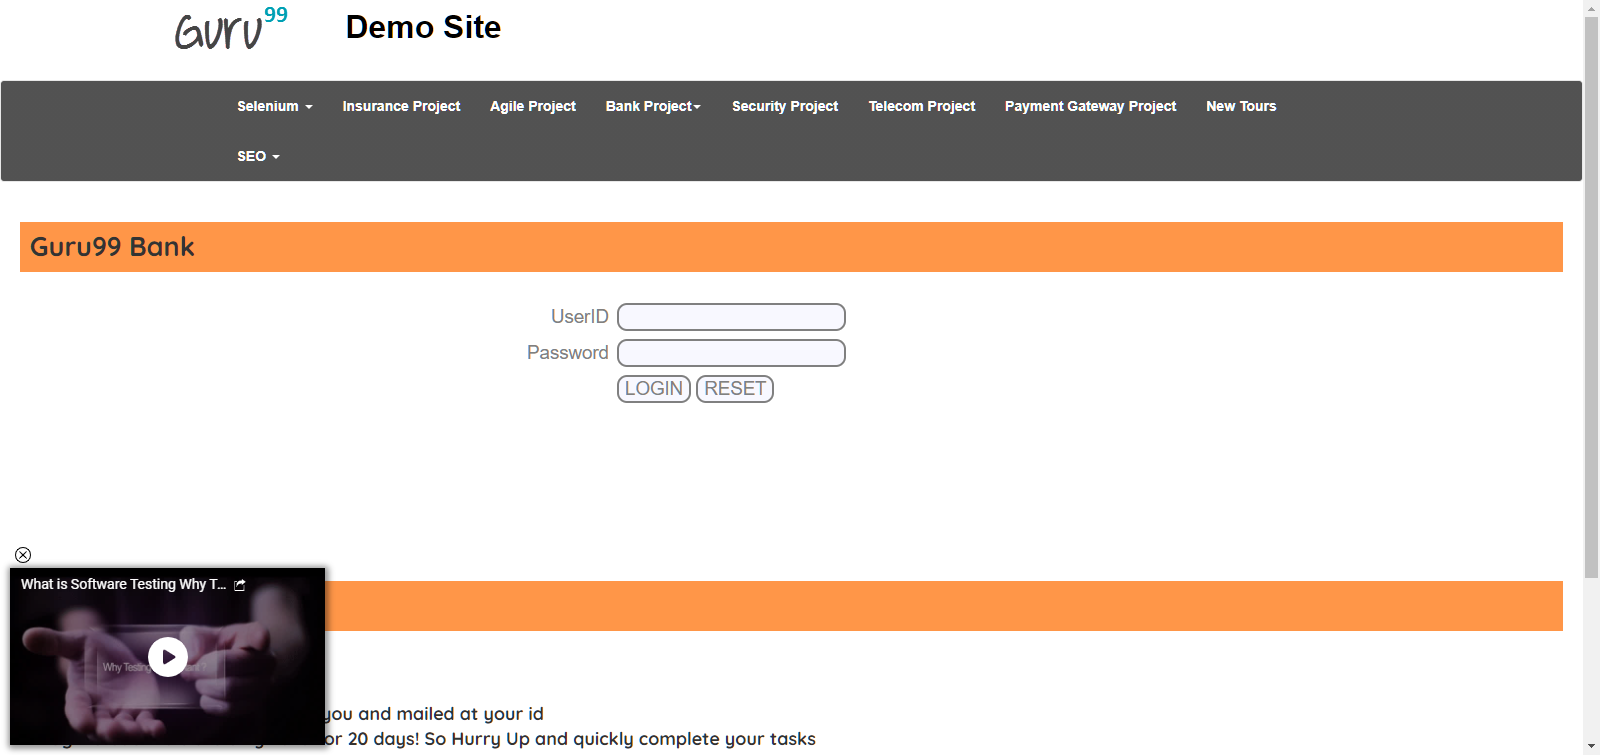 Guru99
Demo Site
Selenium Insurance Project Agile Project Bank Project Security Project Telecom Project Payment Gateway Project New Tours
SEO
Guru99 Bank
UserID
Password
LOGIN RESET
What is Software Testing Why T...
Why Testing
you and mailed at your id
or 20 days! So Hurry Up and quickly complete your tasks